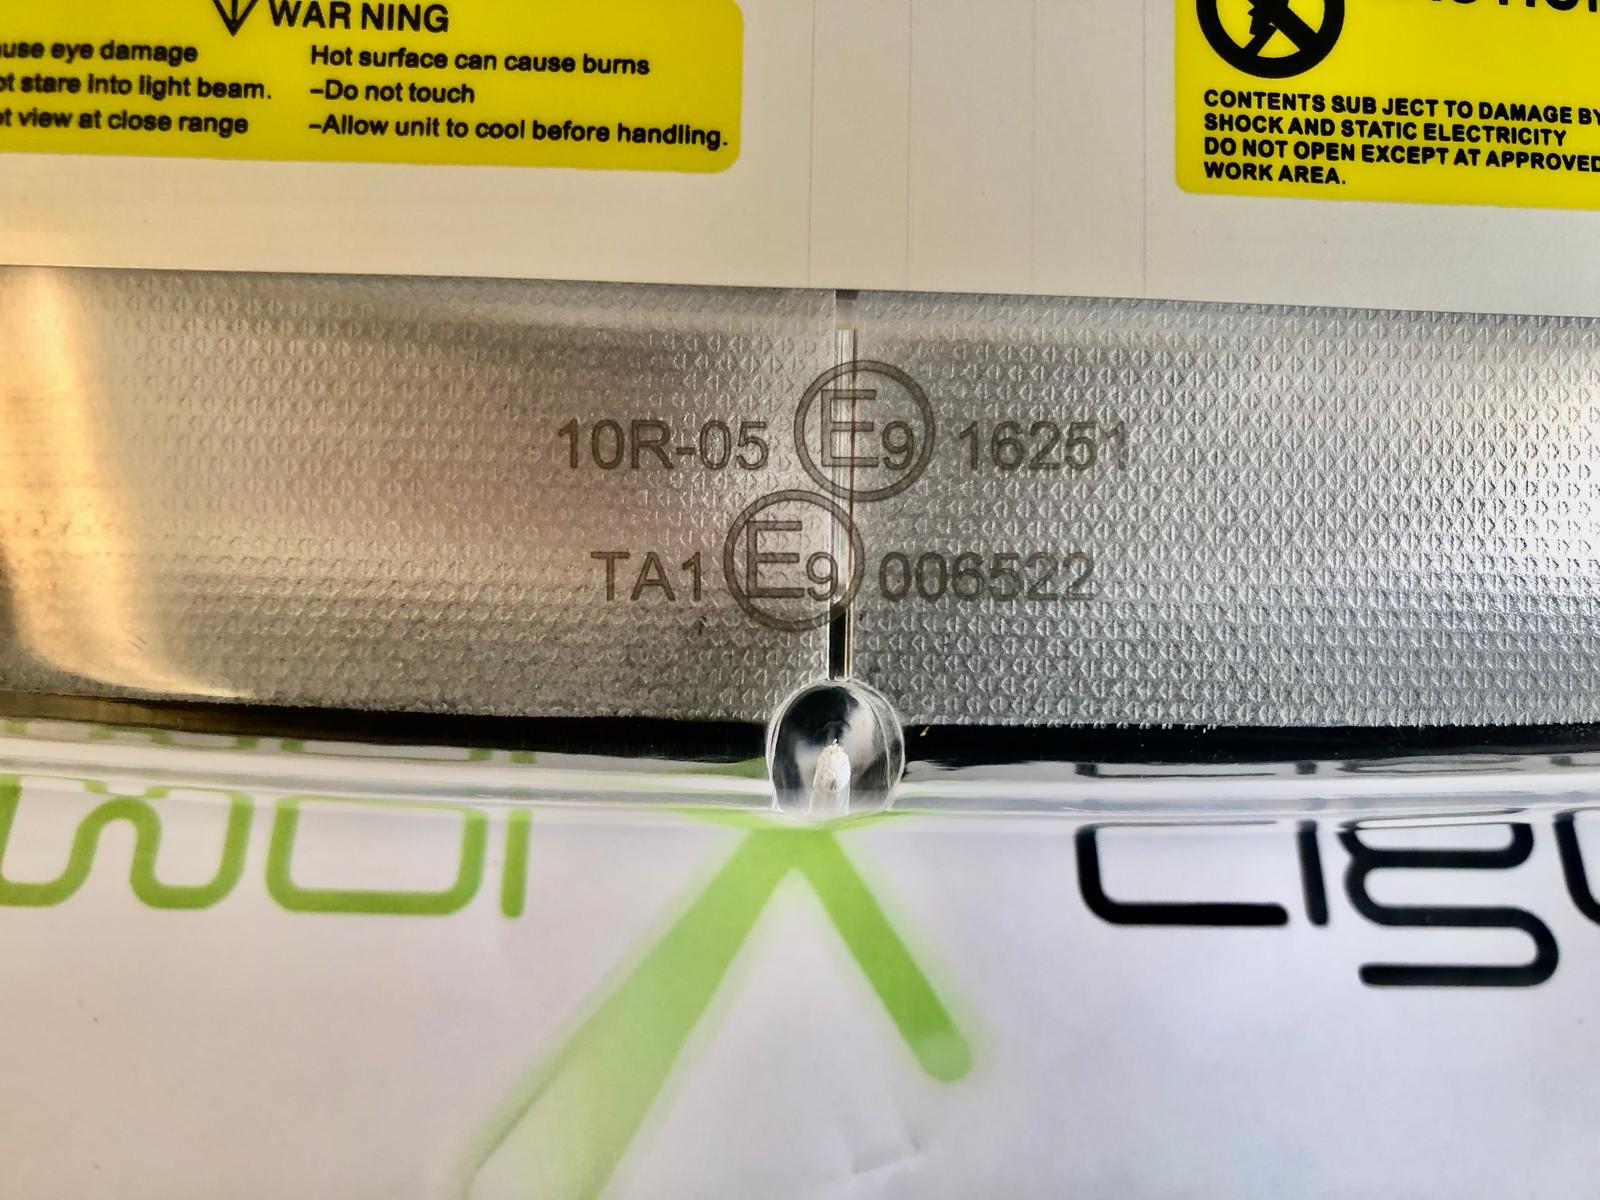 WAR NING
use eye damage
ot stare into light beam.
t view at close range
Hot surface can cause burns
-Do not touch
-Allow unit to cool before handling.
CONTENTS SUB JECT TO DAMAGE BY
SHOCK AND STATIC ELECTRICITY
DO NOT OPEN EXCEPT AT APPROVED
WORK AREA.
10R-05 E9 16251
TA1 E9 006522